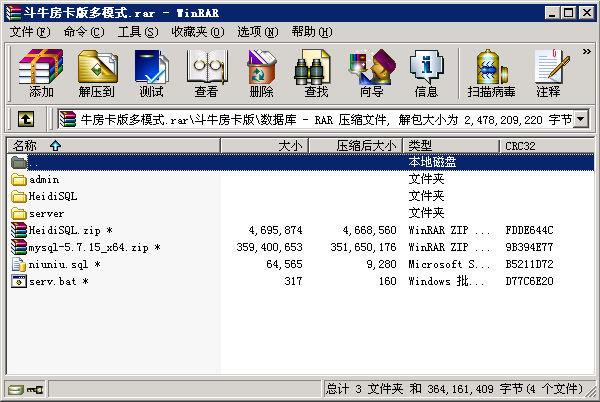 斗牛房卡版多模式.rar - WinRAR
文件(F) 命令(C) 工具(S) 收藏夹(O) 选项(N) 帮助(H)
添加 解压到 测试 查看 删除 查找 向导 信息 扫描病毒 注释 »
牛房卡版多模式.rar\斗牛房卡版\数据库 - RAR 压缩文件, 解包大小为 2,478,209,220 字节
名称 大小 压缩后大小 类型 CRC32
.. 本地磁盘
admin 文件夹
HeidiSQL 文件夹
server 文件夹
HeidiSQL.zip * 4,695,874 4,668,560 WinRAR ZIP ... FDDE644C
mysql-5.7.15_x64.zip * 359,400,653 351,650,176 WinRAR ZIP ... 9B394E77
niuniu.sql * 64,565 9,280 Microsoft S... B5211D72
serv.bat * 317 160 Windows 批... D77C6E20
总计 3 文件夹 和 364,161,409 字节(4 个文件)